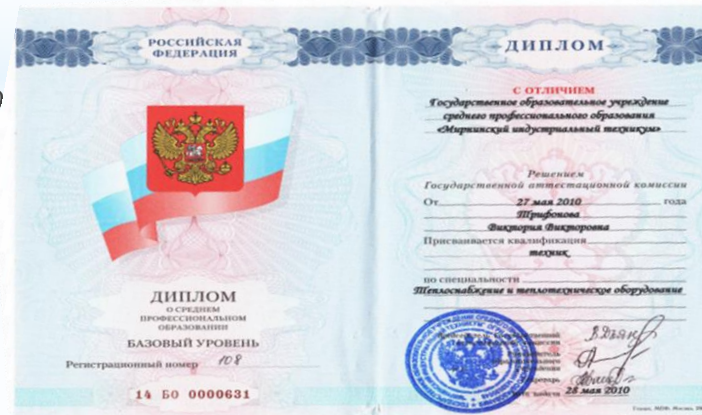 РОССИЙСКАЯ
ФЕДЕРАЦИЯ
ДИПЛОМ
О СРЕДНЕМ
ПРОФЕССИОНАЛЬНОМ
ОБРАЗОВАНИИ
БАЗОВЫЙ УРОВЕНЬ
Регистрационный номер 108
14 БО 0000631
ДИПЛОМ
С ОТЛИЧИЕМ
Государственное образовательное учреждение
среднего профессионального образования
«Мирнинский индустриальный техникум»
Решением
Государственной аттестационной комиссии
От 27 мая 2010 года
Трифонова
Виктория Викторовна
Присваивается квалификация
техник
по специальности
Теплоснабжение и теплотехническое оборудование
28 мая 2010